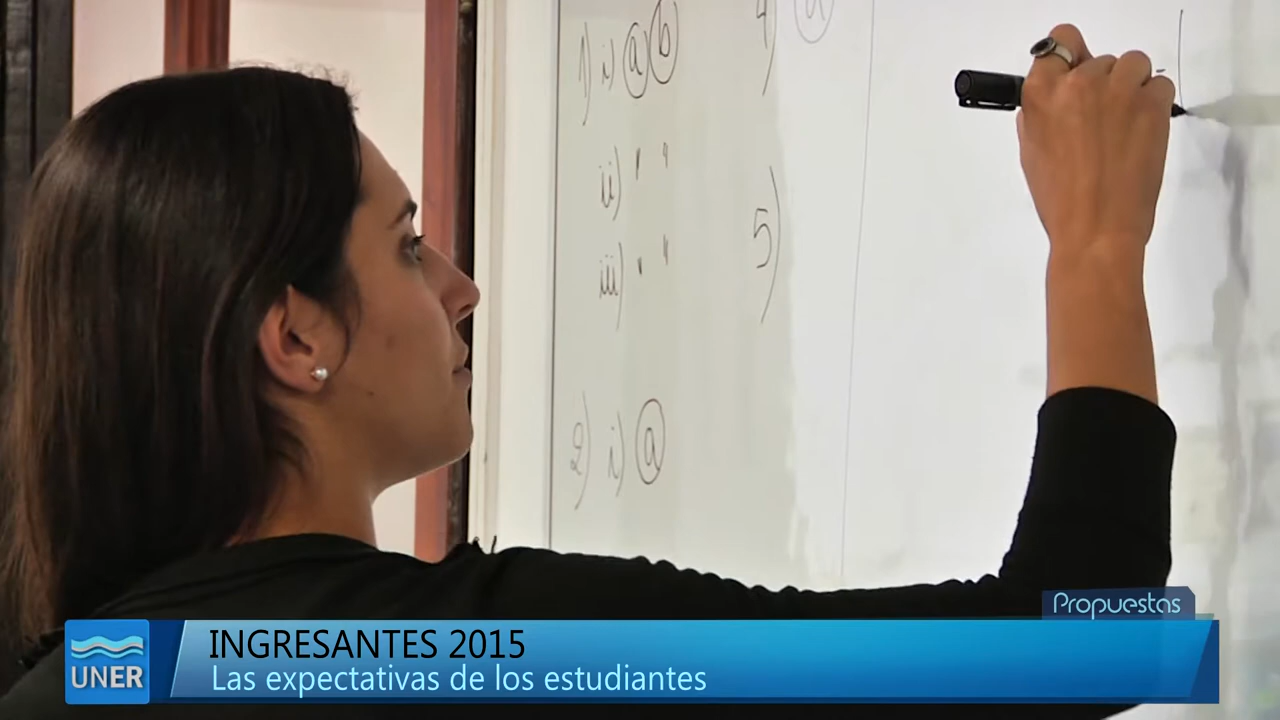 1) i) a b
4) a
ii) " "
iii) " "
5)
2) i) a
Propuestas
INGRESANTES 2015
UNER
Las expectativas de los estudiantes